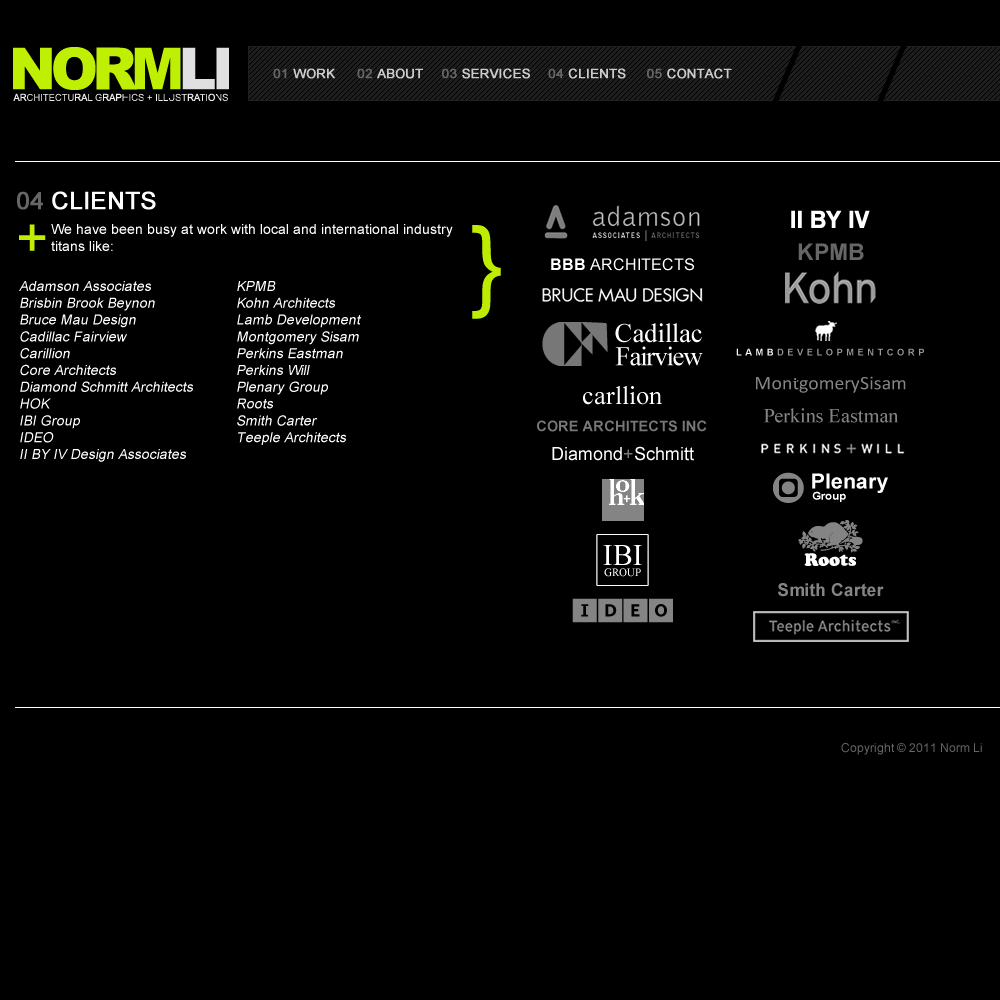 NORMLI
ARCHITECTURAL GRAPHICS + ILLUSTRATIONS
01 WORK 02 ABOUT 03 SERVICES 04 CLIENTS 05 CONTACT
04 CLIENTS
+ We have been busy at work with local and international industry
titans like:
}
Adamson Associates
Brisbin Brook Beynon
Bruce Mau Design
Cadillac Fairview
Carillion
Core Architects
Diamond Schmitt Architects
HOK
IBI Group
IDEO
II BY IV Design Associates
KPMB
Kohn Architects
Lamb Development
Montgomery Sisam
Perkins Eastman
Perkins Will
Plenary Group
Roots
Smith Carter
Teeple Architects
adamson
ASSOCIATES | ARCHITECTS
BBB ARCHITECTS
BRUCE MAU DESIGN
Cadillac
Fairview
carllion
CORE ARCHITECTS INC
Diamond+Schmitt
ho+k
IBI
GROUP
IDEO
II BY IV
KPMB
Kohn
LAMBDEVELOPMENTCORP
MontgomerySisam
Perkins Eastman
PERKINS+WILL
Plenary
Group
Roots
Smith Carter
Teeple Architects INC.
Copyright © 2011 Norm Li